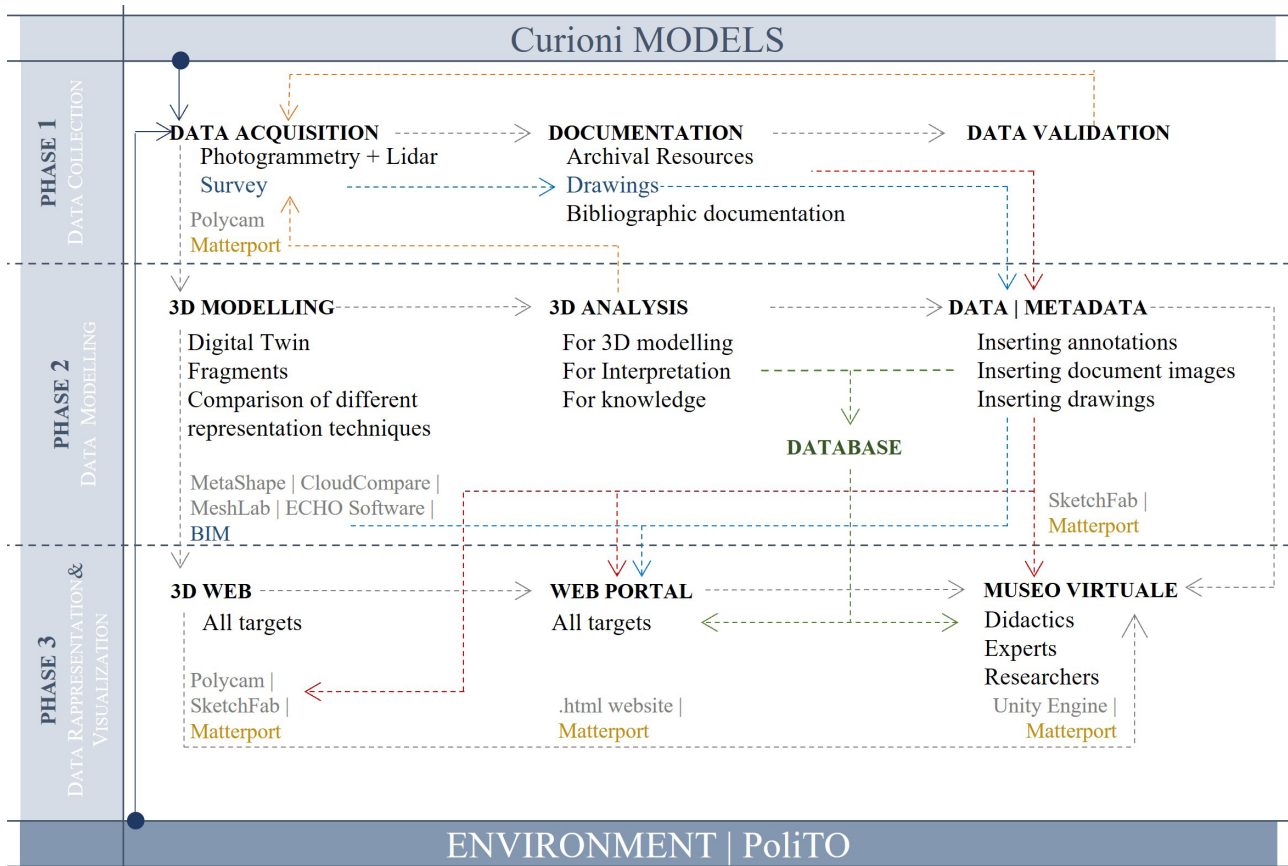 Curioni MODELS
PHASE 1
DATA COLLECTION
DATA ACQUISITION
Photogrammetry + Lidar
Survey
Polycam
Matterport
DOCUMENTATION
Archival Resources
Drawings
Bibliographic documentation
DATA VALIDATION
PHASE 2
DATA MODELLING
3D MODELLING
Digital Twin
Fragments
Comparison of different
representation techniques
MetaShape | CloudCompare |
MeshLab | ECHO Software |
BIM
3D ANALYSIS
For 3D modelling
For Interpretation
For knowledge
DATABASE
DATA | METADATA
Inserting annotations
Inserting document images
Inserting drawings
SketchFab |
Matterport
PHASE 3
DATA RAPPRESENTATION&
VISUALIZATION
3D WEB
All targets
Polycam |
SketchFab |
Matterport
WEB PORTAL
All targets
.html website |
Matterport
MUSEO VIRTUALE
Didactics
Experts
Researchers
Unity Engine |
Matterport
ENVIRONMENT | PoliTO